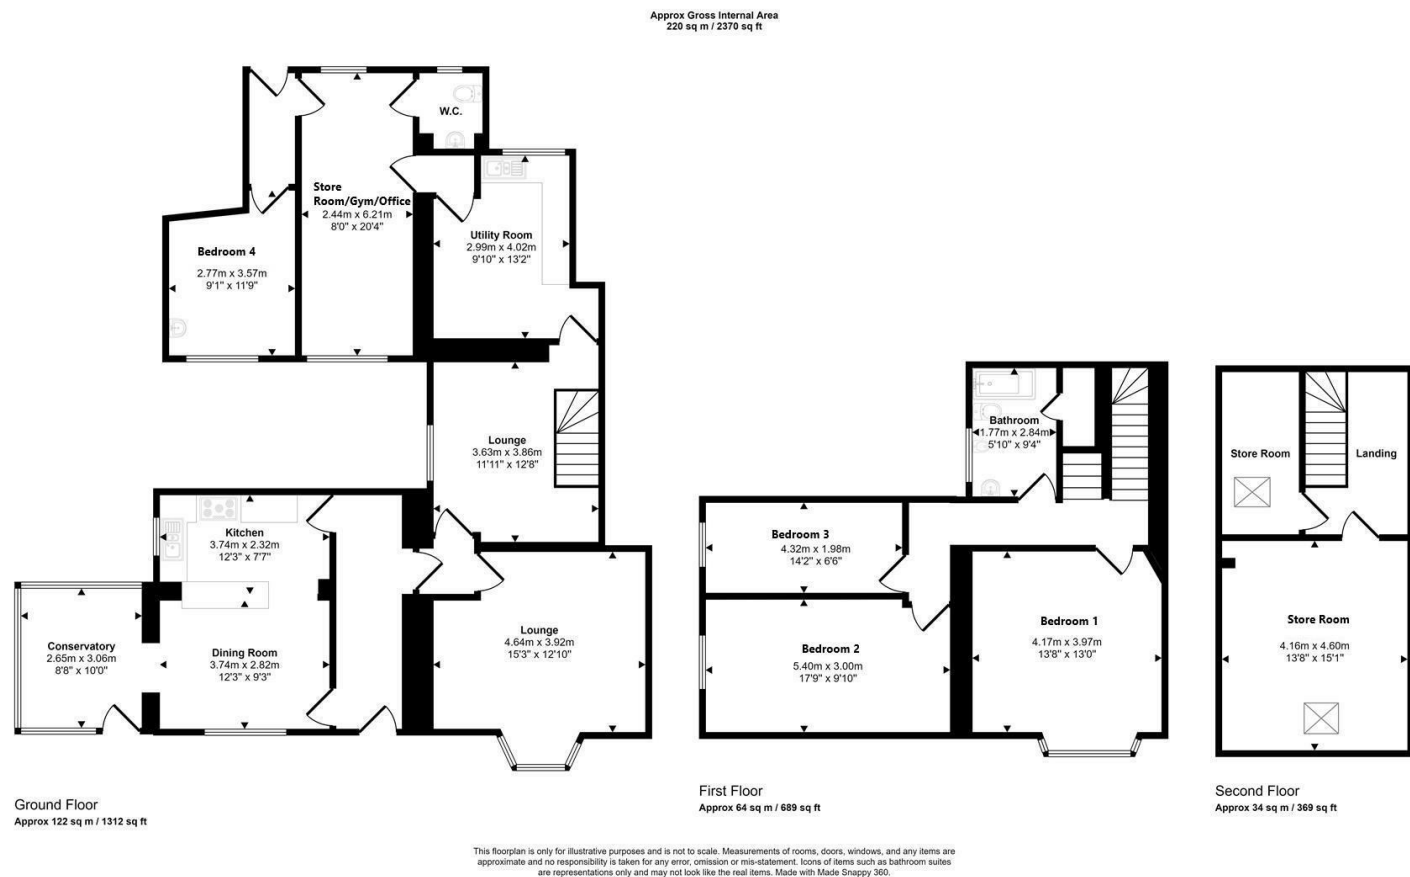 Approx Gross Internal Area
220 sq m / 2370 sq ft
W.C.
Store
Room/Gym/Office
2.44m x 6.21m
8'0" x 20'4"
Utility Room
2.99m x 4.02m
9'10" x 13'2"
Bedroom 4
2.77m x 3.57m
9'1" x 11'9"
Lounge
3.63m x 3.86m
11'11" x 12'8"
Kitchen
3.74m x 2.32m
12'3" x 7'7"
Conservatory
2.65m x 3.06m
8'8" x 10'0"
Dining Room
3.74m x 2.82m
12'3" x 9'3"
Lounge
4.64m x 3.92m
15'3" x 12'10"
Ground Floor
Approx 122 sq m / 1312 sq ft
Bathroom
1.77m x 2.84m
5'10" x 9'4"
Bedroom 3
4.32m x 1.98m
14'2" x 6'6"
Bedroom 2
5.40m x 3.00m
17'9" x 9'10"
Bedroom 1
4.17m x 3.97m
13'8" x 13'0"
First Floor
Approx 64 sq m / 689 sq ft
Store Room
Landing
Store Room
4.16m x 4.60m
13'8" x 15'1"
Second Floor
Approx 34 sq m / 369 sq ft
This floorplan is only for illustrative purposes and is not to scale. Measurements of rooms, doors, windows, and any items are
approximate and no responsibility is taken for any error, omission or mis-statement. Icons of items such as bathroom suites
are representations only and may not look like the real items. Made with Made Snappy 360.